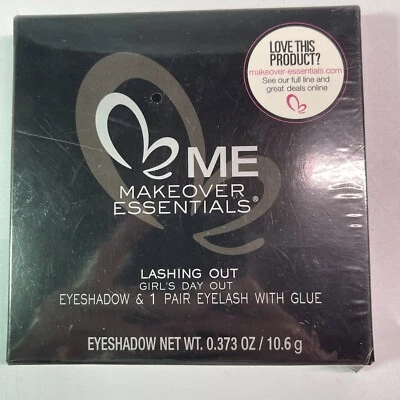 LOVE THIS
PRODUCT?
makeover-essentials.com
See our full line and
great deals online
ME
MAKEOVER
ESSENTIALS®
LASHING OUT
GIRL'S DAY OUT
EYESHADOW & 1 PAIR EYELASH WITH GLUE
EYESHADOW NET WT. 0.373 OZ / 10.6 g